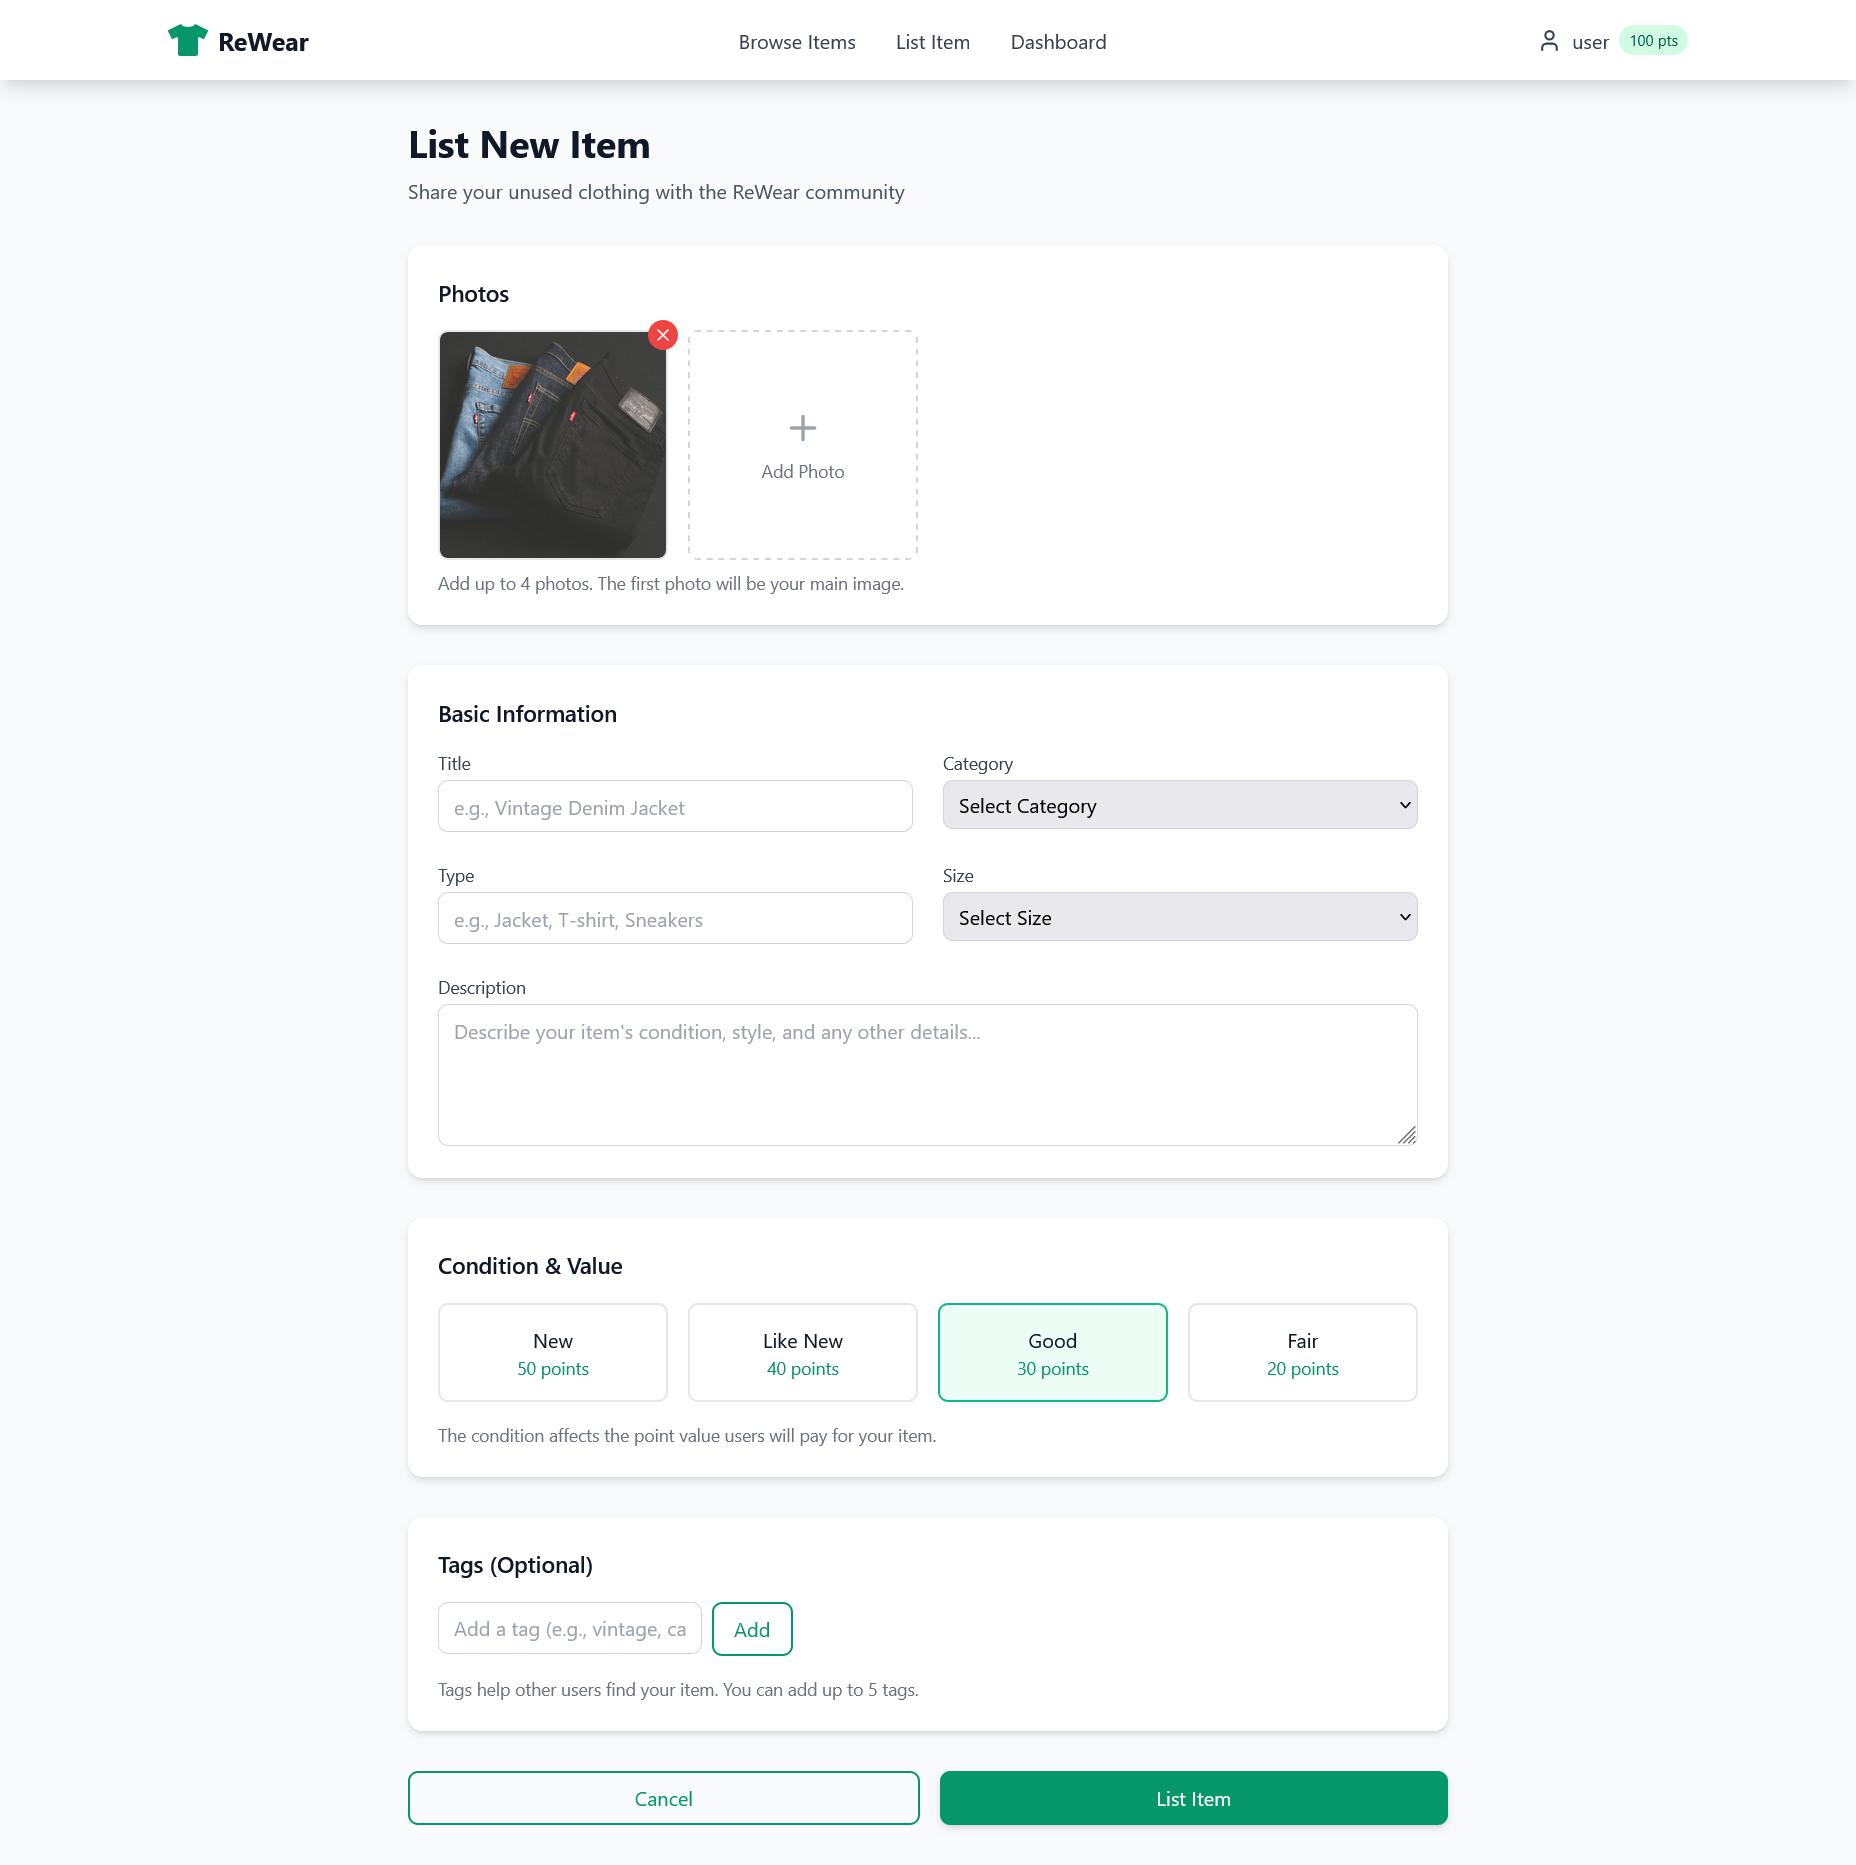 ReWear
Browse Items
List Item
Dashboard
user
100 pts
List New Item
Share your unused clothing with the ReWear community
Photos
Add Photo
Add up to 4 photos. The first photo will be your main image.
Basic Information
Title
Category
e.g., Vintage Denim Jacket
Select Category
Type
Size
e.g., Jacket, T-shirt, Sneakers
Select Size
Description
Describe your item's condition, style, and any other details...
Condition & Value
New
50 points
Like New
40 points
Good
30 points
Fair
20 points
The condition affects the point value users will pay for your item.
Tags (Optional)
Add a tag (e.g., vintage, ca
Add
Tags help other users find your item. You can add up to 5 tags.
Cancel
List Item